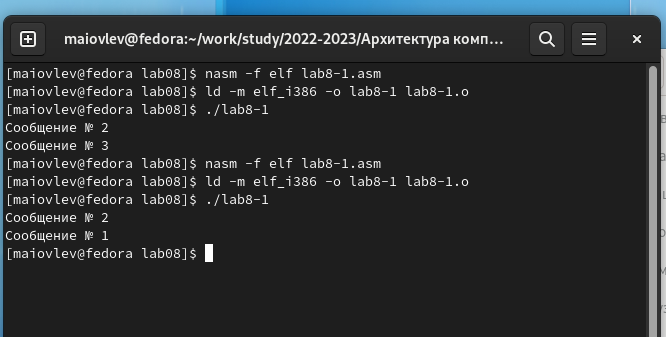 maiovlev@fedora:~/work/study/2022-2023/Архитектура комп...
[maiovlev@fedora lab08]$ nasm -f elf lab8-1.asm
[maiovlev@fedora lab08]$ ld -m elf_i386 -o lab8-1 lab8-1.o
[maiovlev@fedora lab08]$ ./lab8-1
Сообщение № 2
Сообщение № 3
[maiovlev@fedora lab08]$ nasm -f elf lab8-1.asm
[maiovlev@fedora lab08]$ ld -m elf_i386 -o lab8-1 lab8-1.o
[maiovlev@fedora lab08]$ ./lab8-1
Сообщение № 2
Сообщение № 1
[maiovlev@fedora lab08]$